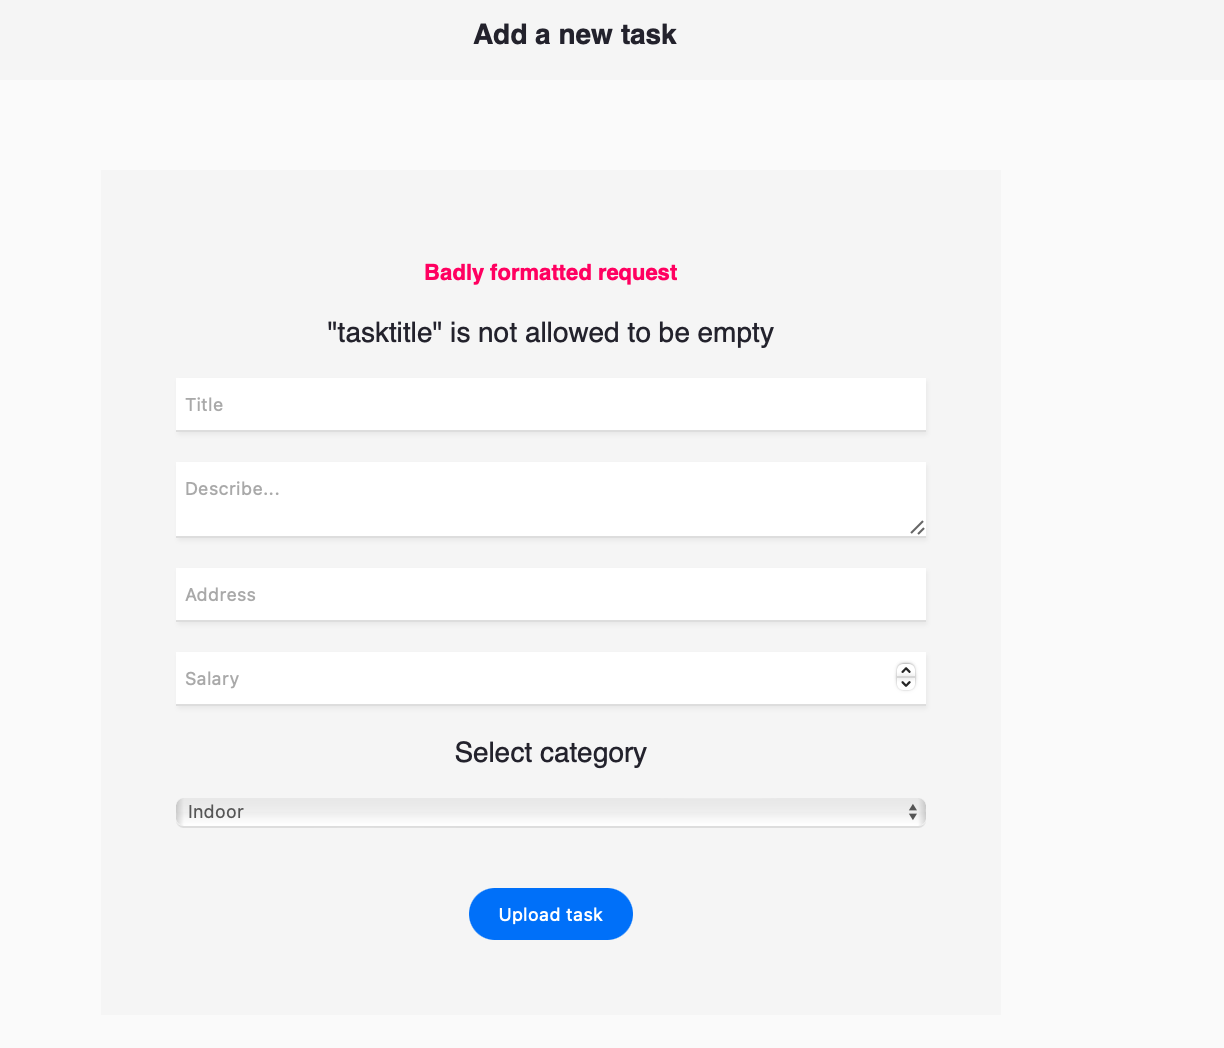 Add a new task
Badly formatted request
"tasktitle" is not allowed to be empty
Title
Describe...
Address
Salary
Select category
Indoor
Upload task